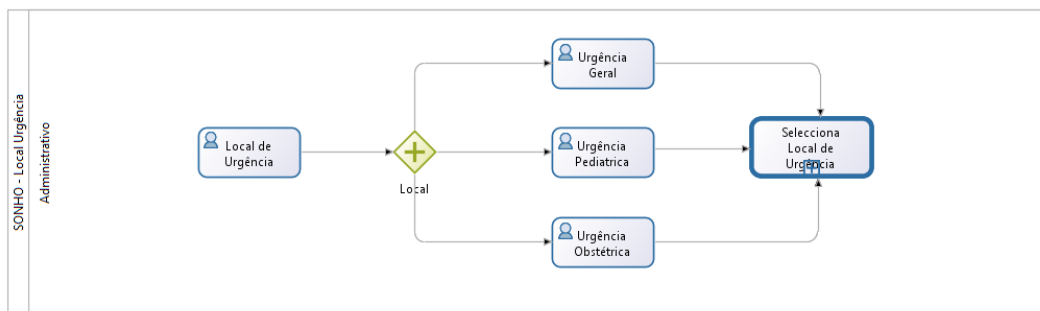 SONHO - Local Urgência
Administrativo
Local de
Urgência
Local
Urgência
Geral
Urgência
Pediatrica
Urgência
Obstétrica
Selecciona
Local de
Urgência